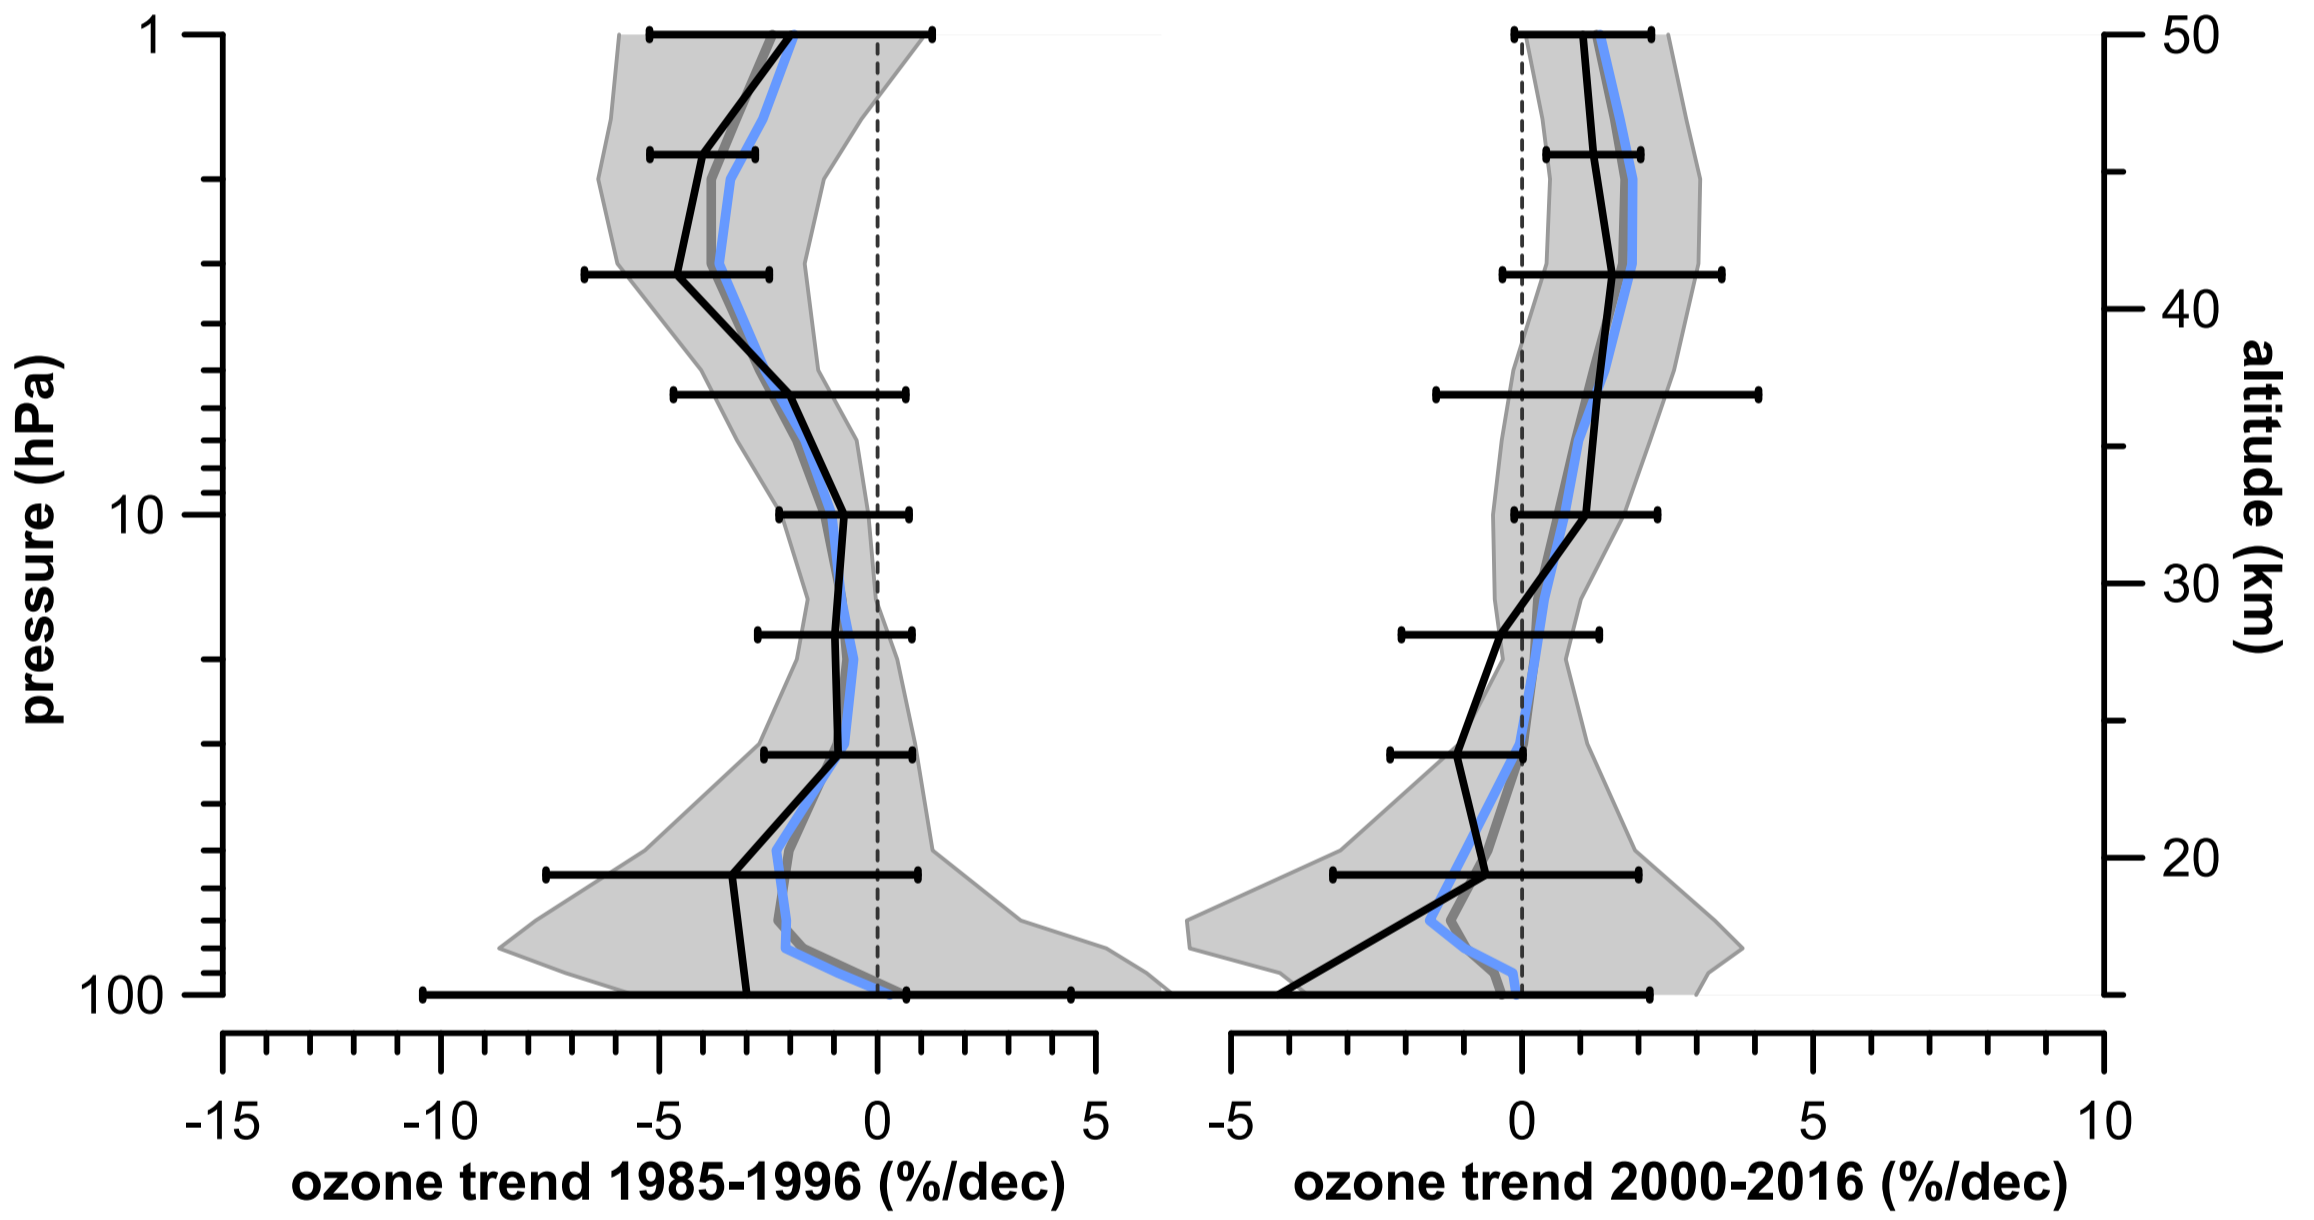 1
10
100
pressure (hPa)
50
40
30
20
altitude (km)
-15 -10 -5 0 5
-5 0 5 10
ozone trend 1985-1996 (%/dec)
ozone trend 2000-2016 (%/dec)